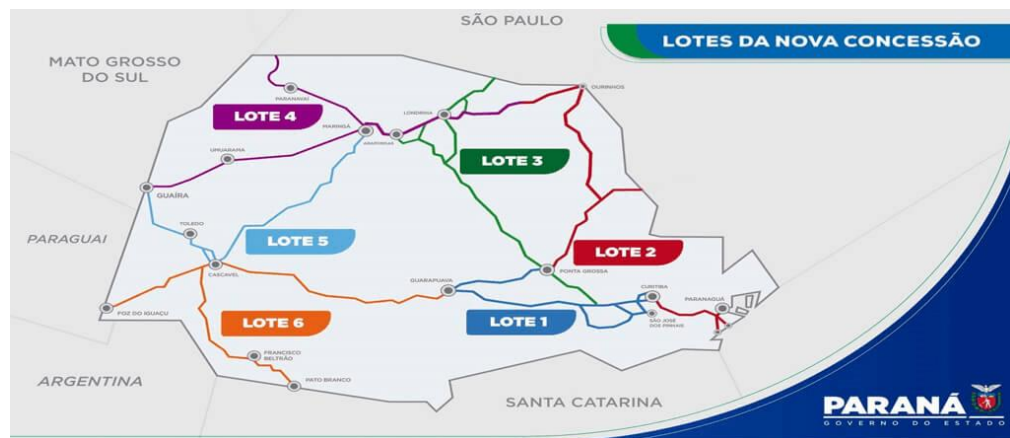 SÃO PAULO
LOTES DA NOVA CONCESSÃO
MATO GROSSO
DO SUL
OURINHOS
PARANAVAÍ
LONDRINA
LOTE 4
MARINGÁ
LOTE 3
UMUARAMA
GUAÍRA
TOLEDO
PARAGUAI
LOTE 5
LOTE 2
CASCAVEL
PONTA GROSSA
GUARAPUAVA
CURITIBA
PARANAGUÁ
FOZ DO IGUAÇU
LOTE 6
LOTE 1
SÃO JOSÉ
DOS PINHAIS
FRANCISCO
BELTRÃO
PATO BRANCO
ARGENTINA
SANTA CATARINA
PARANÁ
GOVERNO DO ESTADO